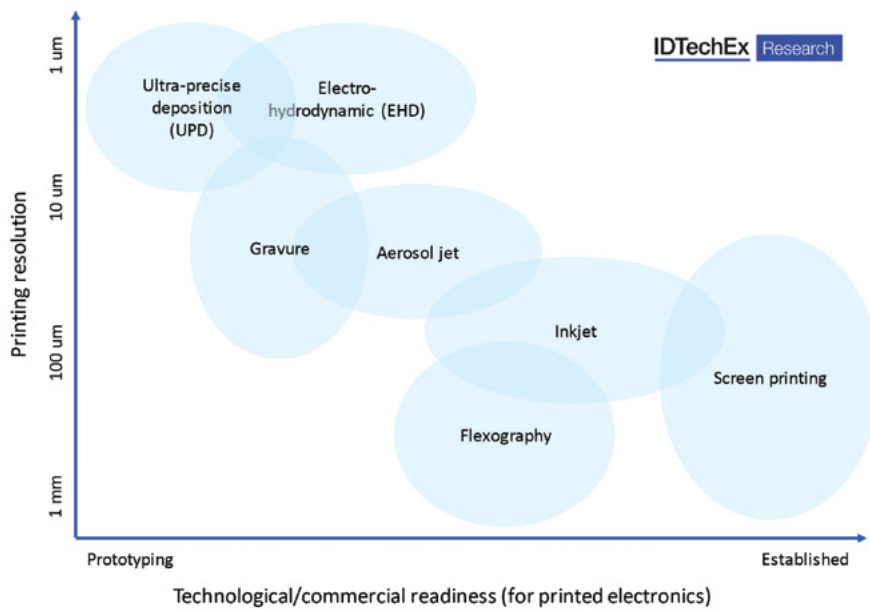 IDTechEx Research
1 um
10 um
100 um
1 mm
Printing resolution
Ultra-precise
deposition
(UPD)
Electro-
hydrodynamic (EHD)
Gravure
Aerosol jet
Inkjet
Screen printing
Flexography
Prototyping
Established
Technological/commercial readiness (for printed electronics)